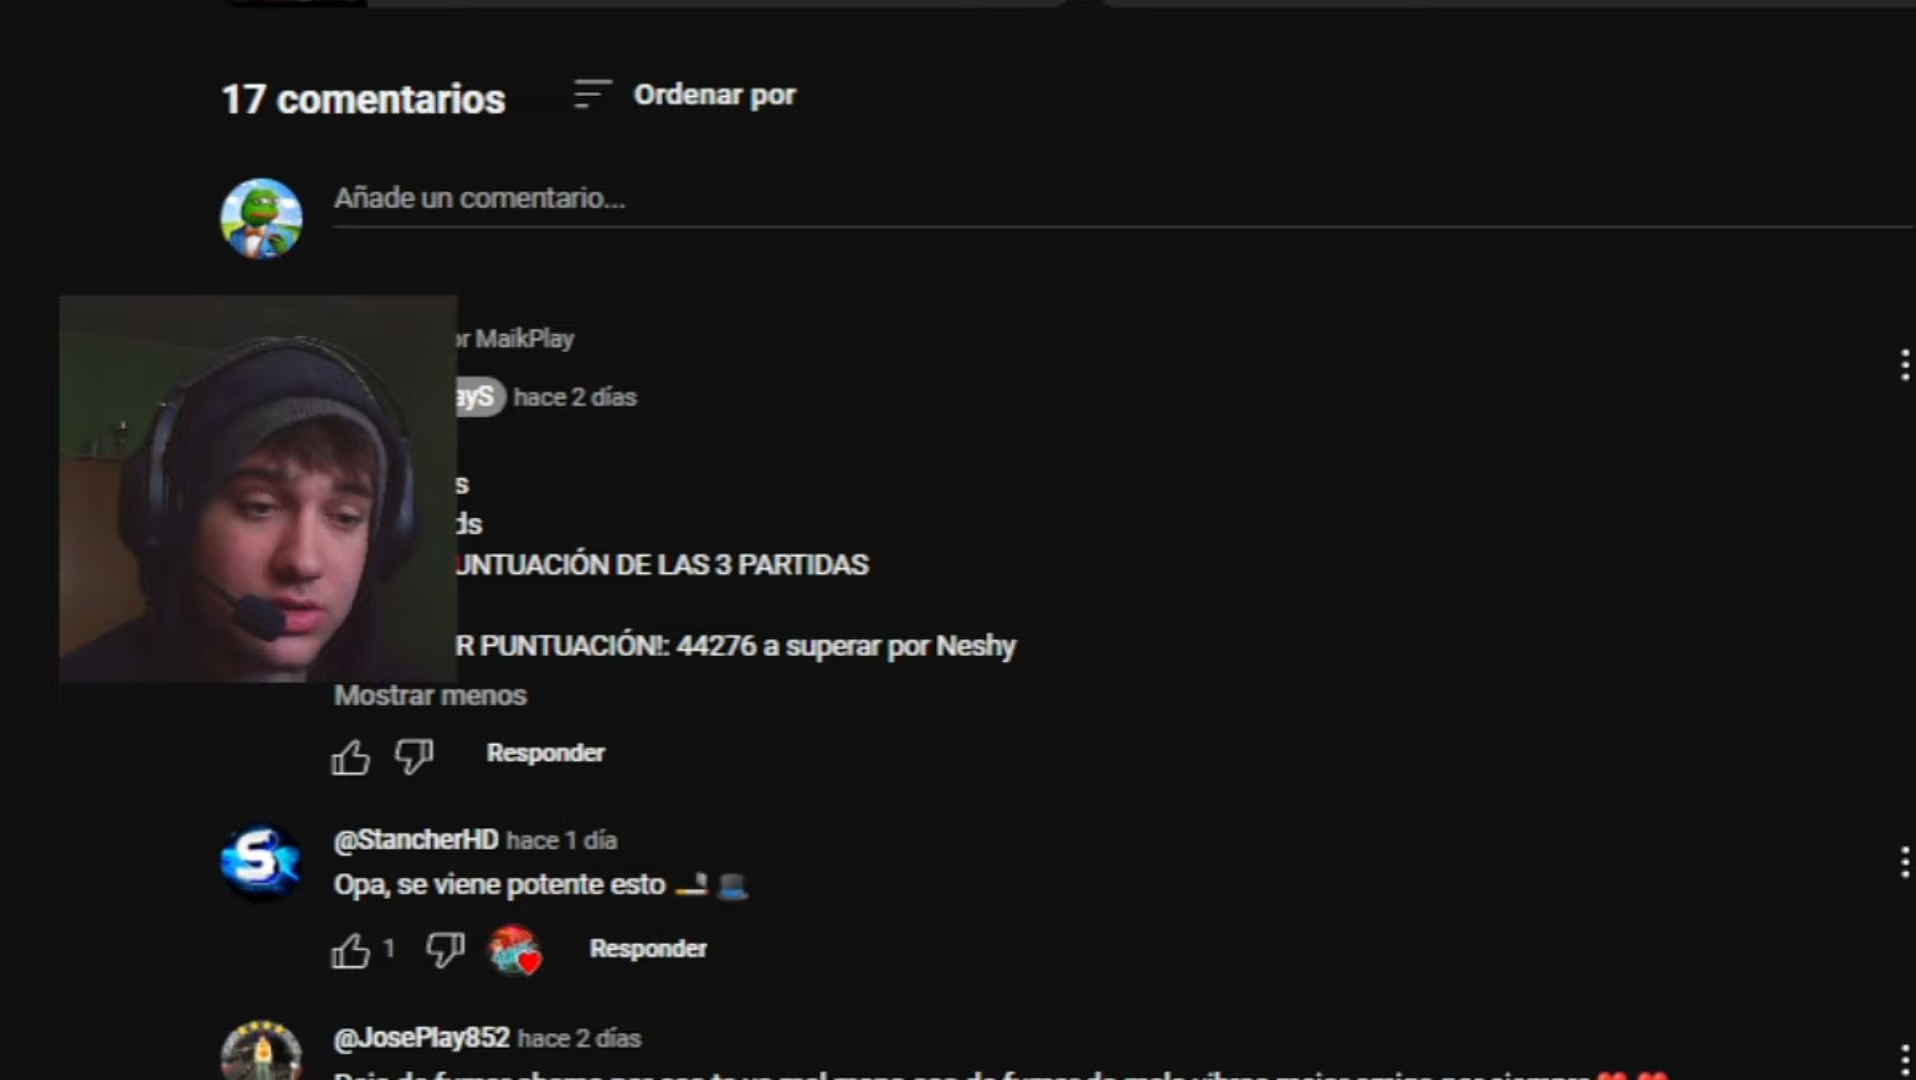 17 comentarios
Ordenar por
Añade un comentario...
MaikPlay
hace 2 días
UNTUACIÓN DE LAS 3 PARTIDAS
R PUNTUACIÓN!: 44276 a superar por Neshy
Mostrar menos
Responder
@StancherHD hace 1 día
Opa, se viene potente esto
1
Responder
@JosePlay852 hace 2 días